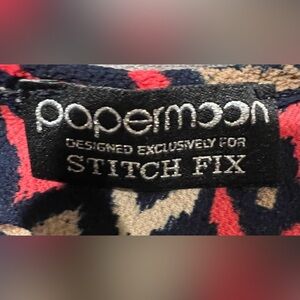 papermoon
DESIGNED EXCLUSIVELY FOR
STITCH FIX